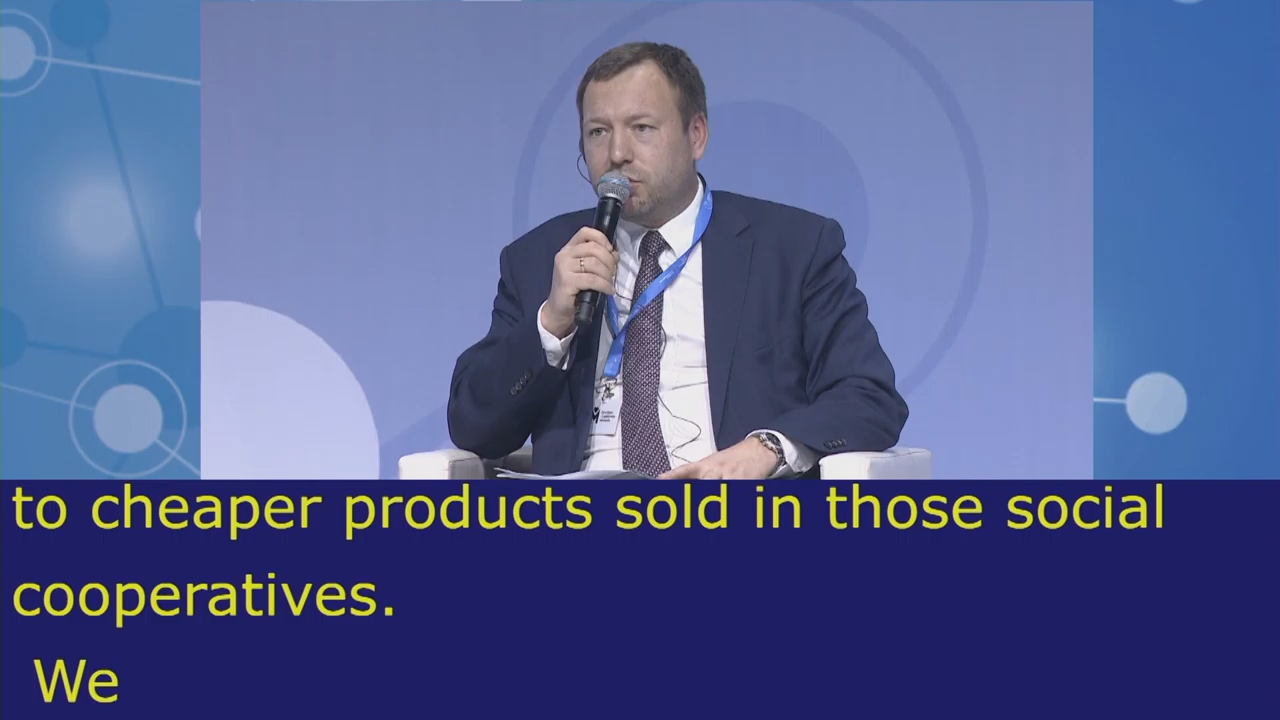 to cheaper products sold in those social
cooperatives.
We